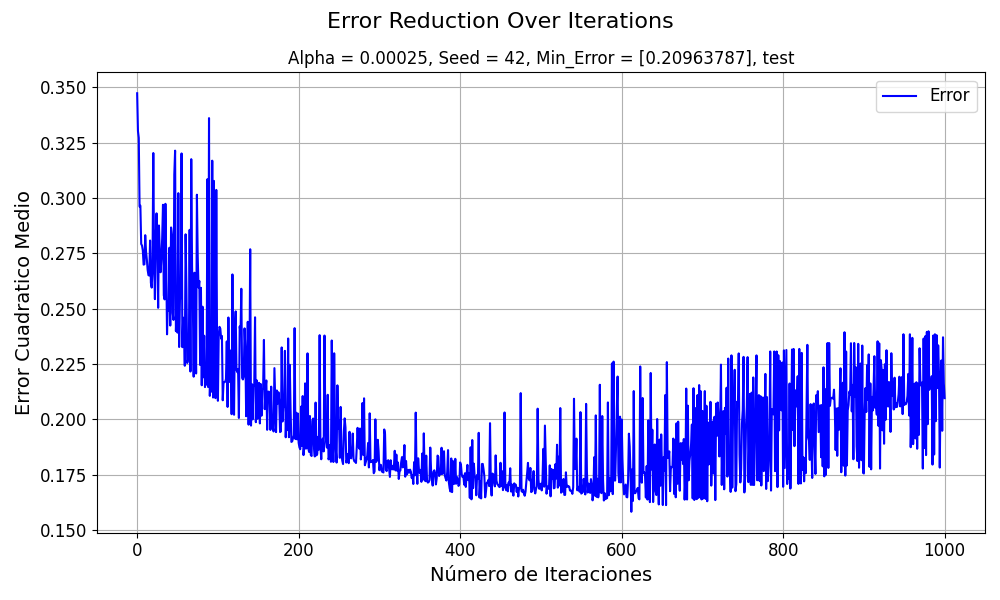 Error Reduction Over Iterations
Alpha = 0.00025, Seed = 42, Min_Error = [0.20963787], test
Error
Error Cuadratico Medio
0.350
0.325
0.300
0.275
0.250
0.225
0.200
0.175
0.150
0 200 400 600 800 1000
Número de Iteraciones